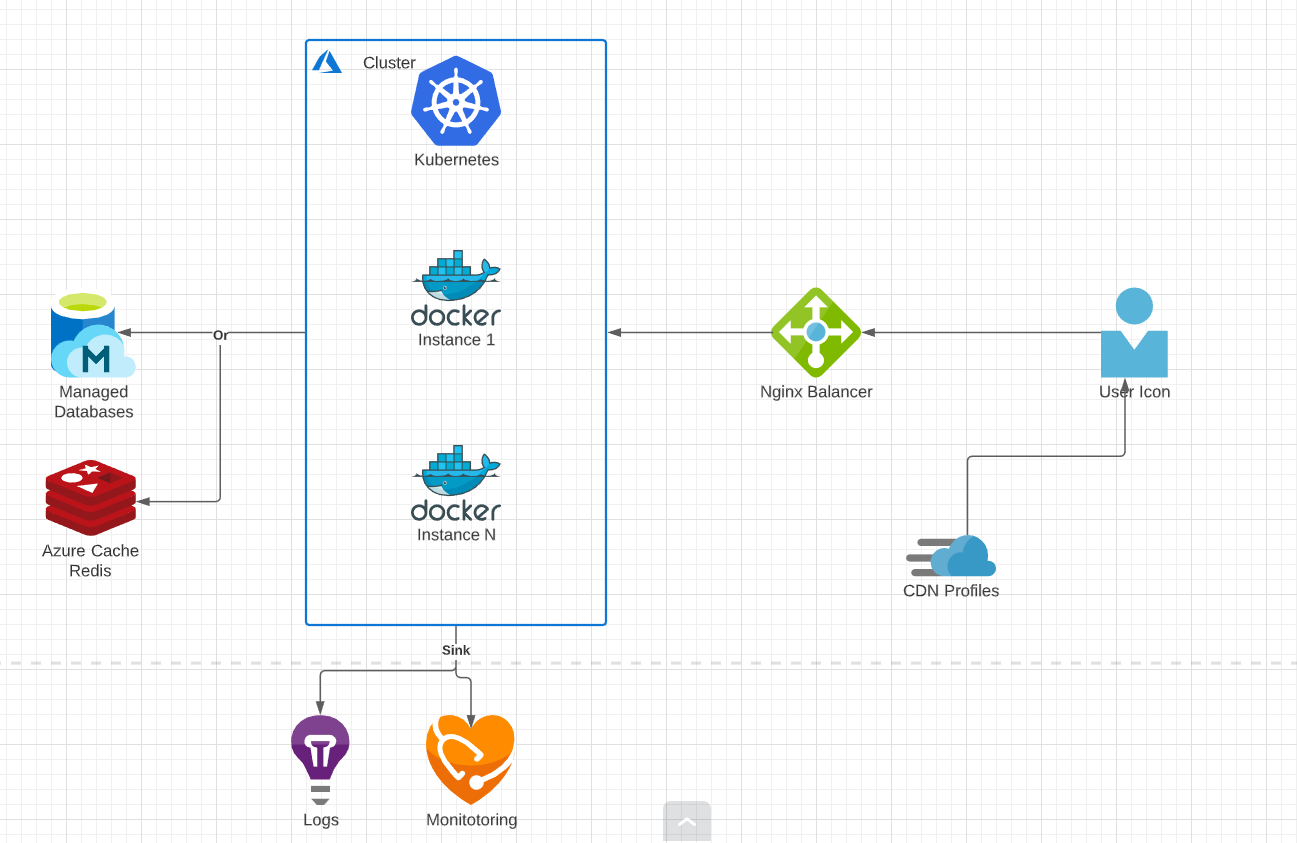 Cluster
Kubernetes
docker
Instance 1
Or
Managed
Databases
Nginx Balancer
User Icon
docker
Instance N
Azure Cache
Redis
CDN Profiles
Sink
Logs
Monitotoring